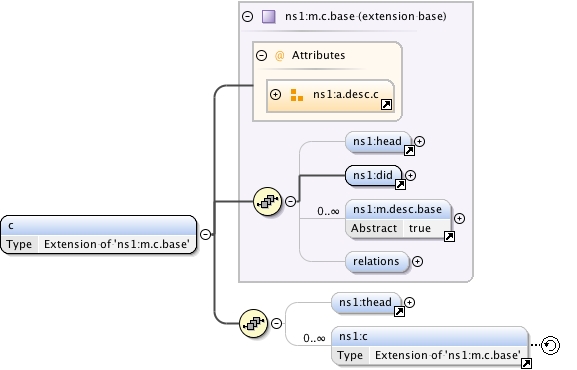 ns1:m.c.base (extension base)
@ Attributes
ns1:a.desc.c
ns1:head
ns1:did
0..∞
ns1:m.desc.base
Abstract true
relations
c
Type Extension of 'ns1:m.c.base'
ns1:thead
0..∞
ns1:c
Type Extension of 'ns1:m.c.base'